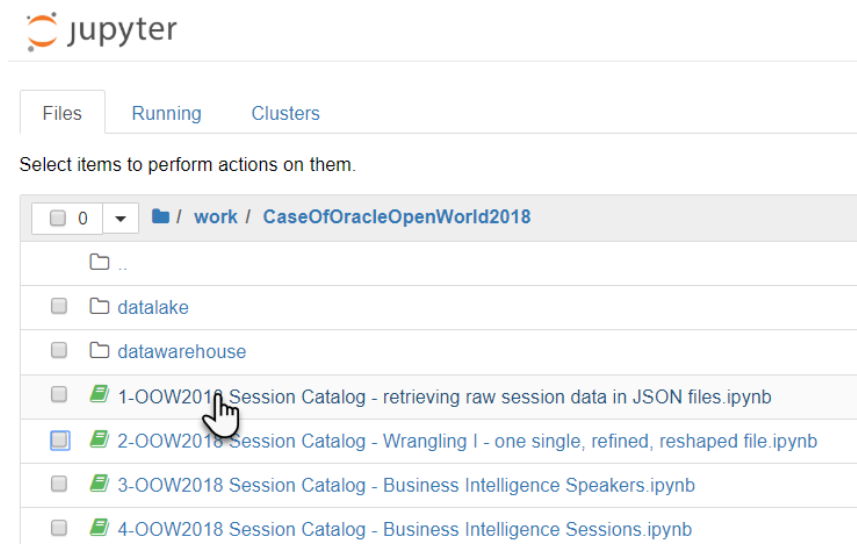 jupyter
Files Running Clusters
Select items to perform actions on them.
0 / work / CaseOfOracleOpenWorld2018
..
datalake
datawarehouse
1-OOW2018 Session Catalog - retrieving raw session data in JSON files.ipynb
2-OOW2018 Session Catalog - Wrangling I - one single, refined, reshaped file.ipynb
3-OOW2018 Session Catalog - Business Intelligence Speakers.ipynb
4-OOW2018 Session Catalog - Business Intelligence Sessions.ipynb